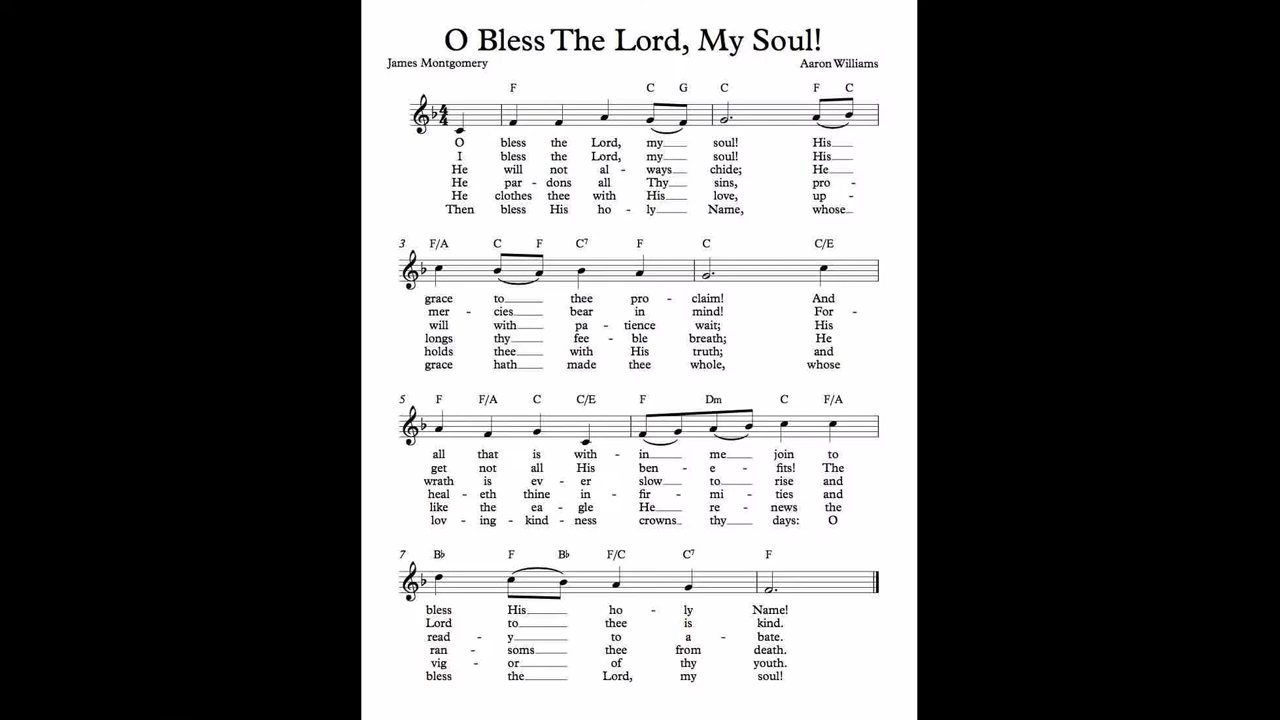 O Bless The Lord, My Soul!
James Montgomery
Aaron Williams
F C G C F C
O bless the Lord, my soul! His
I bless the Lord, my soul! His
He will not al - ways chide; He
He par - dons all Thy sins, pro -
He clothes thee with His love, up -
Then bless His ho - ly Name, whose
3 F/A C F C7 F C C/E
grace to thee pro - claim! And
mer - cies bear in mind! For -
will with pa - tience wait; His
longs thy fee - ble breath; He
holds thee with His truth; and
grace hath made thee whole, whose
5 F F/A C C/E F Dm C F/A
all that is with - in me join to
get not all His ben - e - fits! The
wrath is ev - er slow to rise and
heal - eth thine in - fir - mi - ties and
like the ea - gle He re - news the
lov - ing - kind - ness crowns thy days: O
7 B♭ F B♭ F/C C7 F
bless His ho - ly Name!
Lord to thee is kind.
read - y to a - bate.
ran - soms thee from death.
vig - or of thy youth.
bless the Lord, my soul!